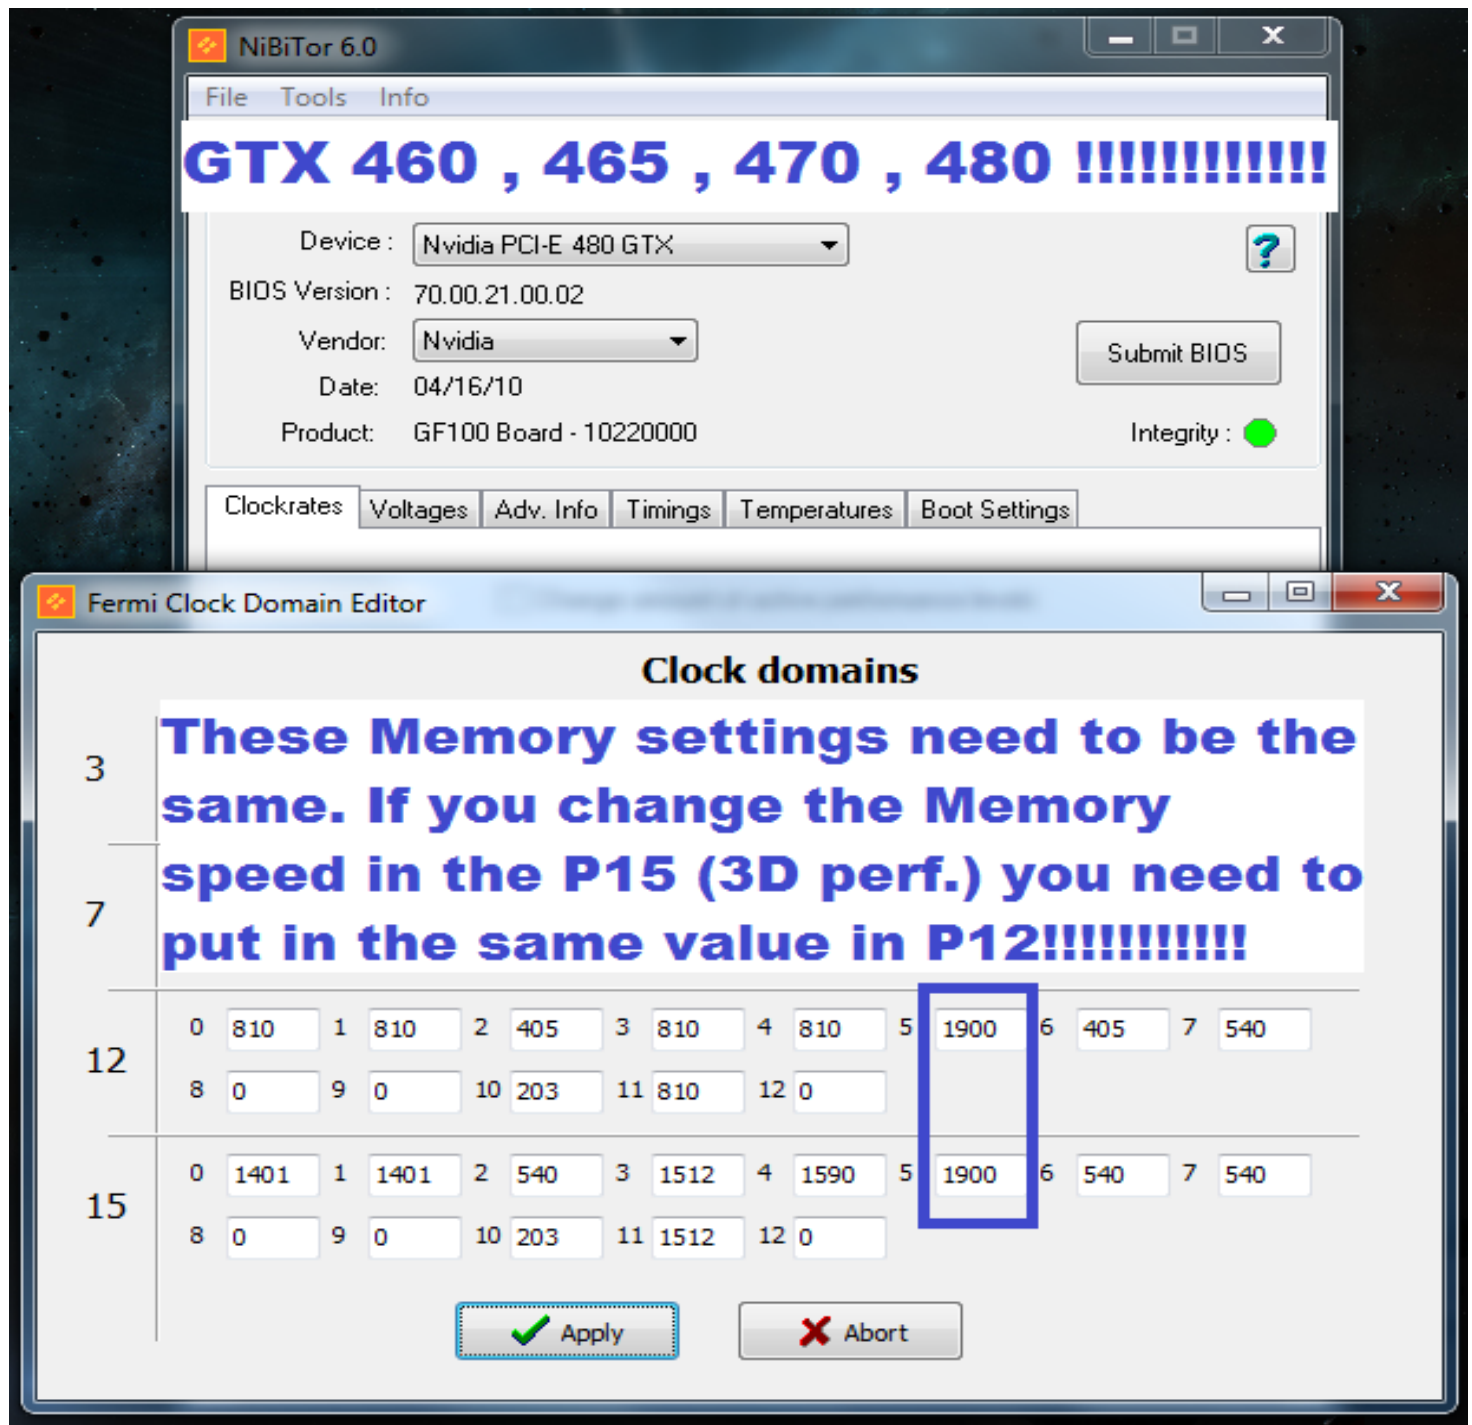 NiBiTor 6.0
File Tools Info
GTX 460 , 465 , 470 , 480 !!!!!!!!!!!!
Device : Nvidia PCI-E 480 GTX
?
BIOS Version : 70.00.21.00.02
Vendor: Nvidia
Submit BIOS
Date: 04/16/10
Product: GF100 Board - 10220000
Integrity :
Clockrates Voltages Adv. Info Timings Temperatures Boot Settings
Fermi Clock Domain Editor
Clock domains
3
These Memory settings need to be the
same. If you change the Memory
speed in the P15 (3D perf.) you need to
7
put in the same value in P12!!!!!!!!!!!
12
0 810 1 810 2 405 3 810 4 810 5 1900 6 405 7 540
8 0 9 0 10 203 11 810 12 0
15
0 1401 1 1401 2 540 3 1512 4 1590 5 1900 6 540 7 540
8 0 9 0 10 203 11 1512 12 0
Apply Abort